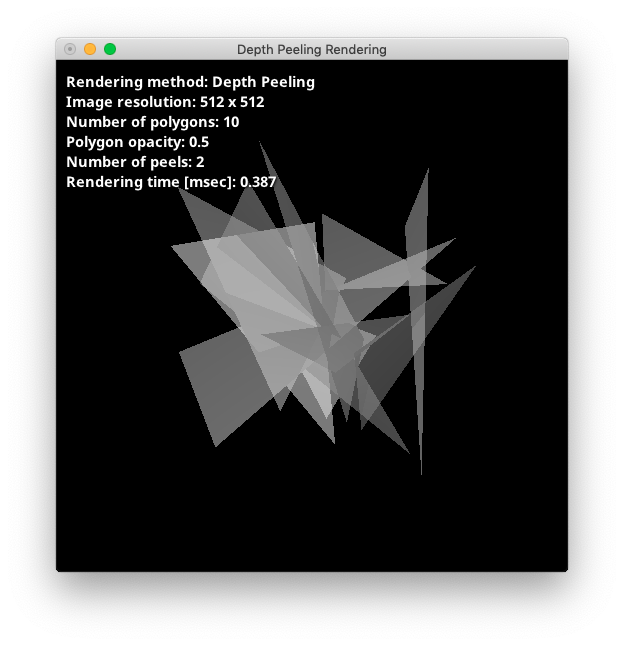 Depth Peeling Rendering
Rendering method: Depth Peeling
Image resolution: 512 x 512
Number of polygons: 10
Polygon opacity: 0.5
Number of peels: 2
Rendering time [msec]: 0.387